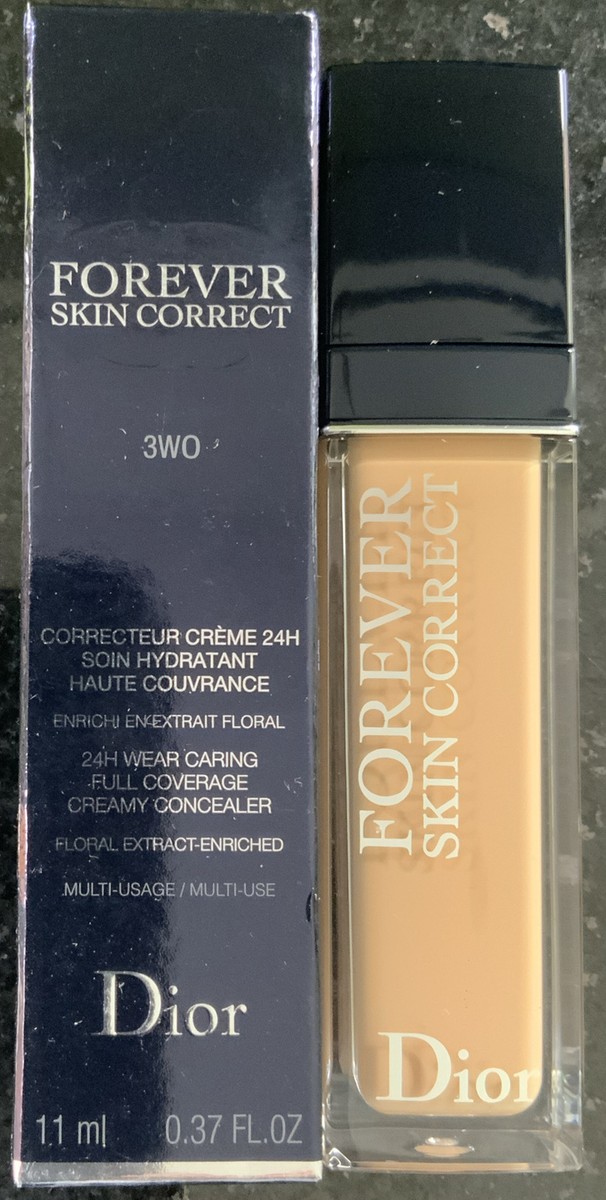 FOREVER
SKIN CORRECT
3WO
CORRECTEUR CRÈME 24H
SOIN HYDRATANT
HAUTE COUVRANCE
ENRICHI EN EXTRAIT FLORAL
24H WEAR CARING
FULL COVERAGE
CREAMY CONCEALER
FLORAL EXTRACT-ENRICHED
MULTI-USAGE / MULTI-USE
Dior
11 ml 0.37 FL.OZ
FOREVER
SKIN CORRECT
Dior